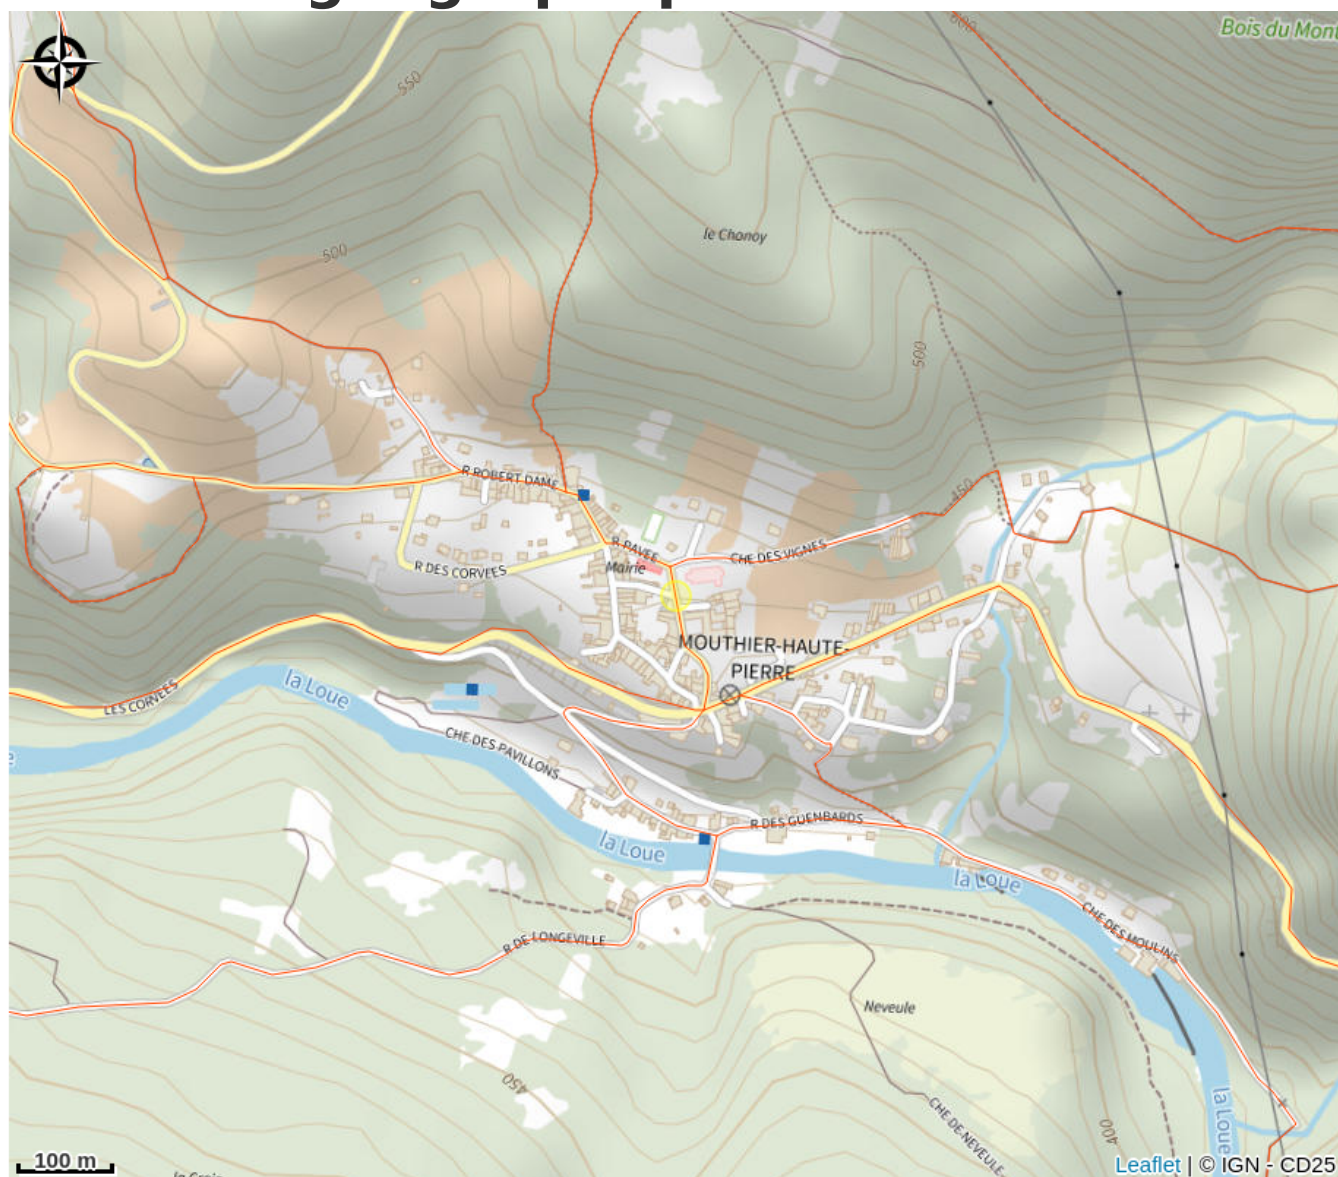 Bois du Mont
600
550
500
le Chanoy
500
R ROBERT DAME
450
R PAVEE
CHE DES VIGNES
Mairie
R DES CORVEES
MOUTHIER-HAUTE-
PIERRE
la Loue
LES CORVÉES
CHE DES PAVILLONS
R DES GUENBARDS
la Loue
la Loue
CHE DES MOULINS
R DE LONGEVILLE
Neveule
450
CHE DE NEVEULE
400
la Loue
100 m
Leaflet | © IGN - CD25